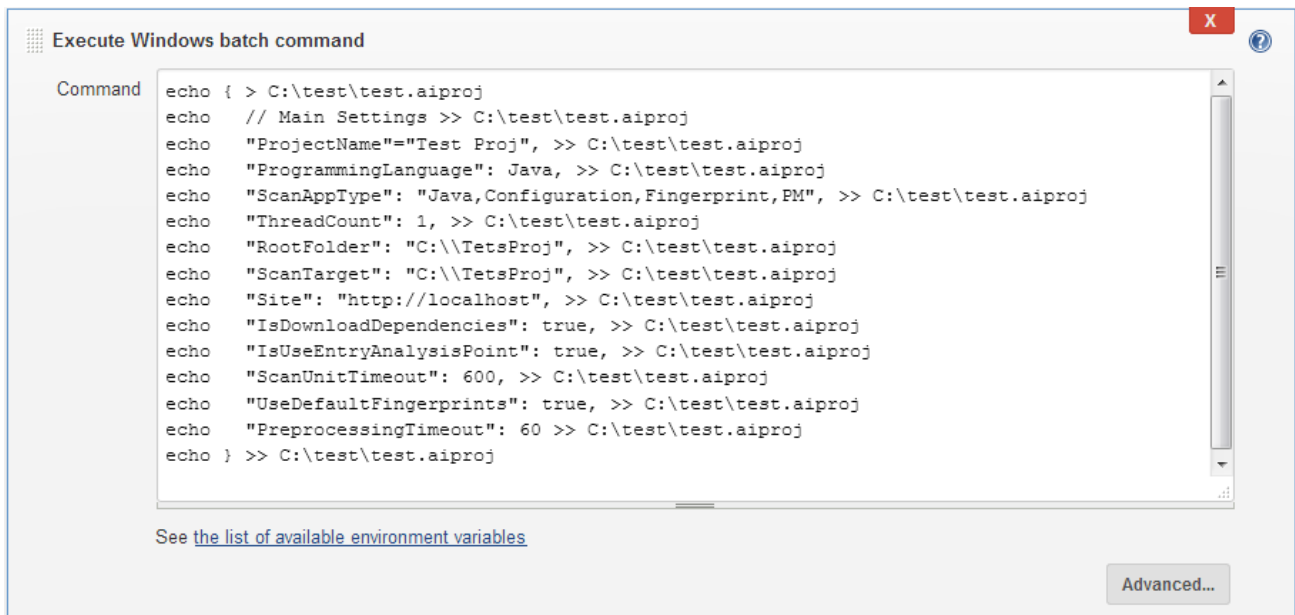 X
Execute Windows batch command
?
Command
echo { > C:\test\test.aiproj
echo   // Main Settings >> C:\test\test.aiproj
echo   "ProjectName"="Test Proj", >> C:\test\test.aiproj
echo   "ProgrammingLanguage": Java, >> C:\test\test.aiproj
echo   "ScanAppType": "Java,Configuration,Fingerprint,PM", >> C:\test\test.aiproj
echo   "ThreadCount": 1, >> C:\test\test.aiproj
echo   "RootFolder": "C:\\TetsProj", >> C:\test\test.aiproj
echo   "ScanTarget": "C:\\TetsProj", >> C:\test\test.aiproj
echo   "Site": "http://localhost", >> C:\test\test.aiproj
echo   "IsDownloadDependencies": true, >> C:\test\test.aiproj
echo   "IsUseEntryAnalysisPoint": true, >> C:\test\test.aiproj
echo   "ScanUnitTimeout": 600, >> C:\test\test.aiproj
echo   "UseDefaultFingerprints": true, >> C:\test\test.aiproj
echo   "PreprocessingTimeout": 60 >> C:\test\test.aiproj
echo } >> C:\test\test.aiproj
See the list of available environment variables
Advanced...